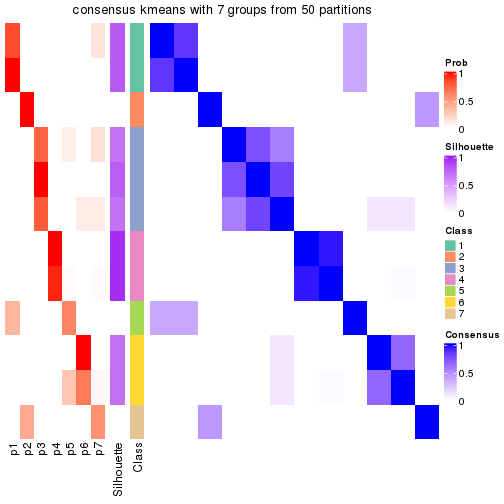 consensus kmeans with 7 groups from 50 partitions
Prob
1
0.5
0
Silhouette
1
0.5
0
Class
1
2
3
4
5
6
7
Consensus
1
0.5
0
p1
p2
p3
p4
p5
p6
p7
Silhouette
Class